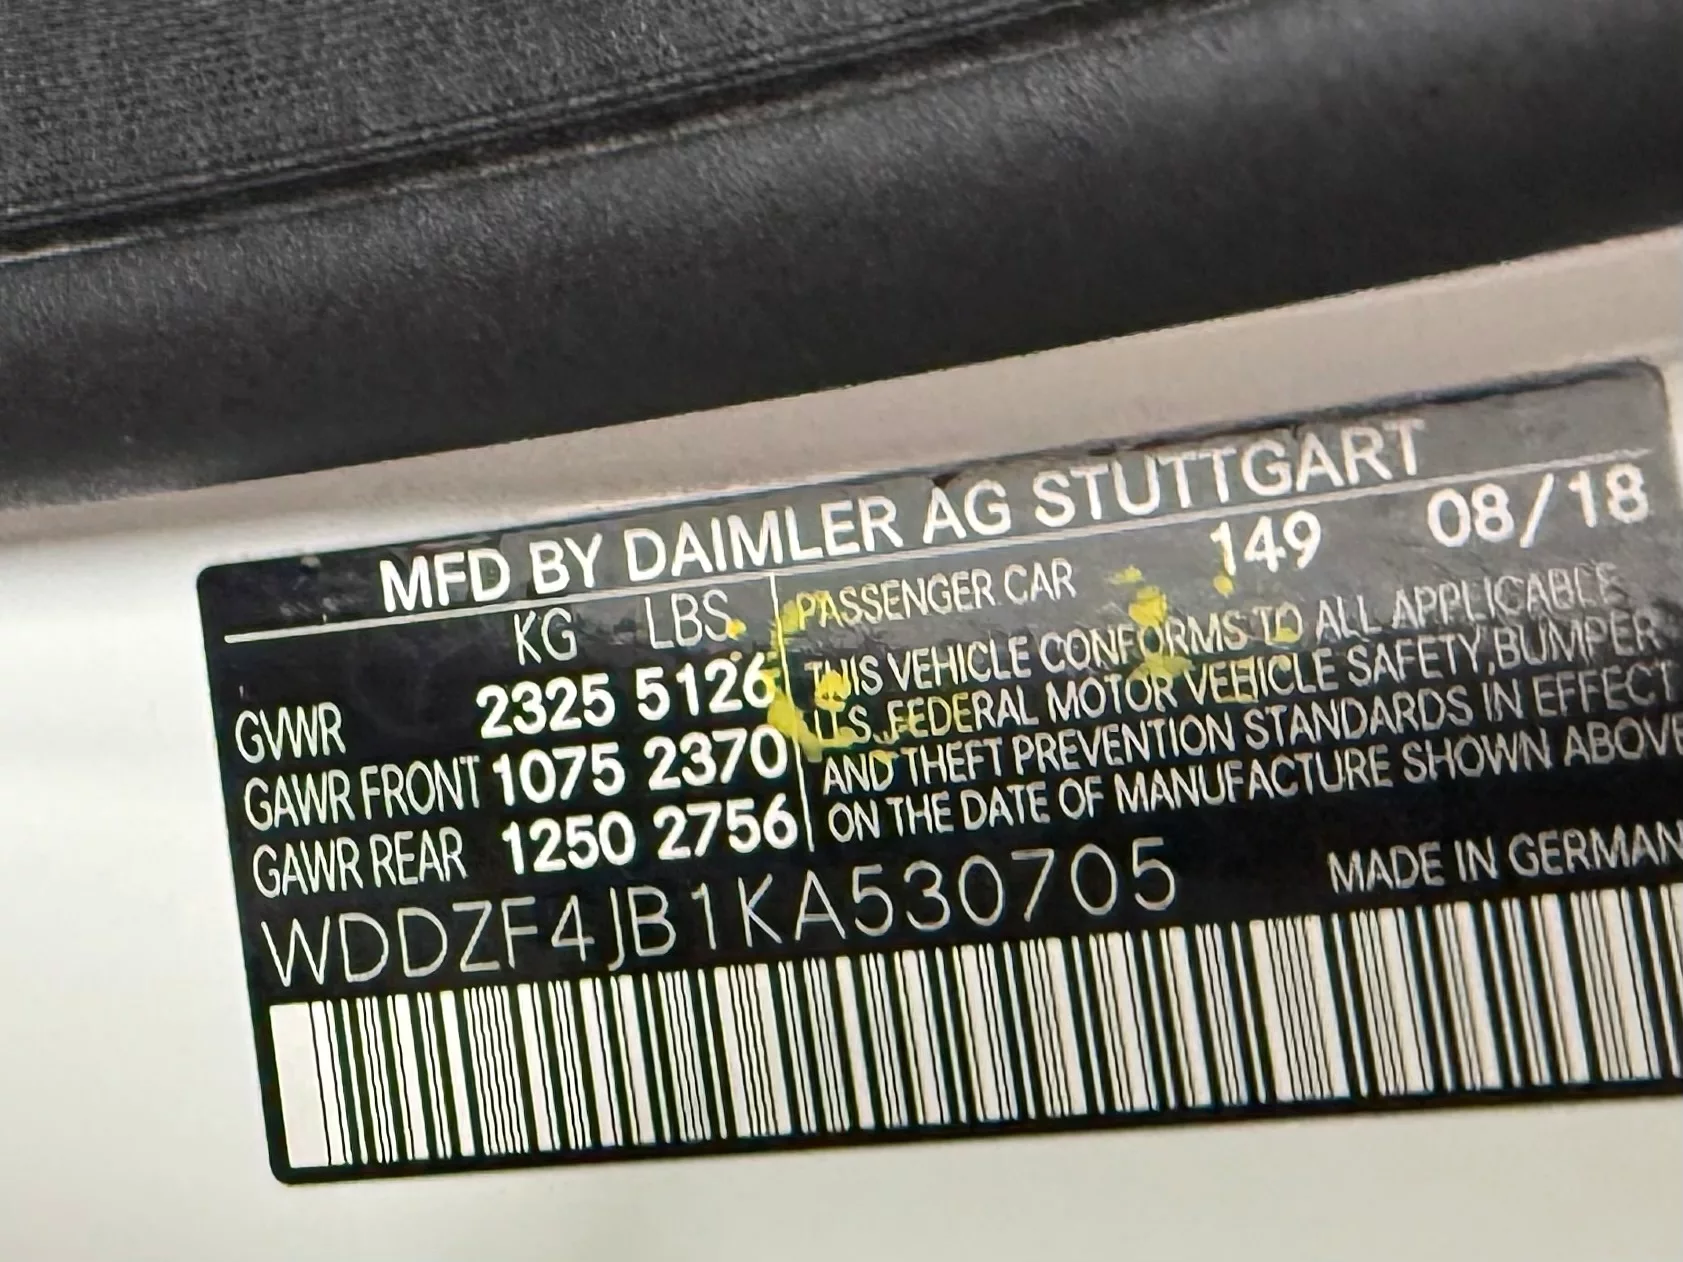 MFD BY DAIMLER AG STUTTGART
KG LBS. PASSENGER CAR 149 08/18
GVWR 2325 5126 THIS VEHICLE CONFORMS TO ALL APPLICABLE
GAWR FRONT 1075 2370 U.S. FEDERAL MOTOR VEHICLE SAFETY, BUMPER
GAWR REAR 1250 2756 AND THEFT PREVENTION STANDARDS IN EFFECT
ON THE DATE OF MANUFACTURE SHOWN ABOVE
WDDZF4JB1KA530705 MADE IN GERMAN